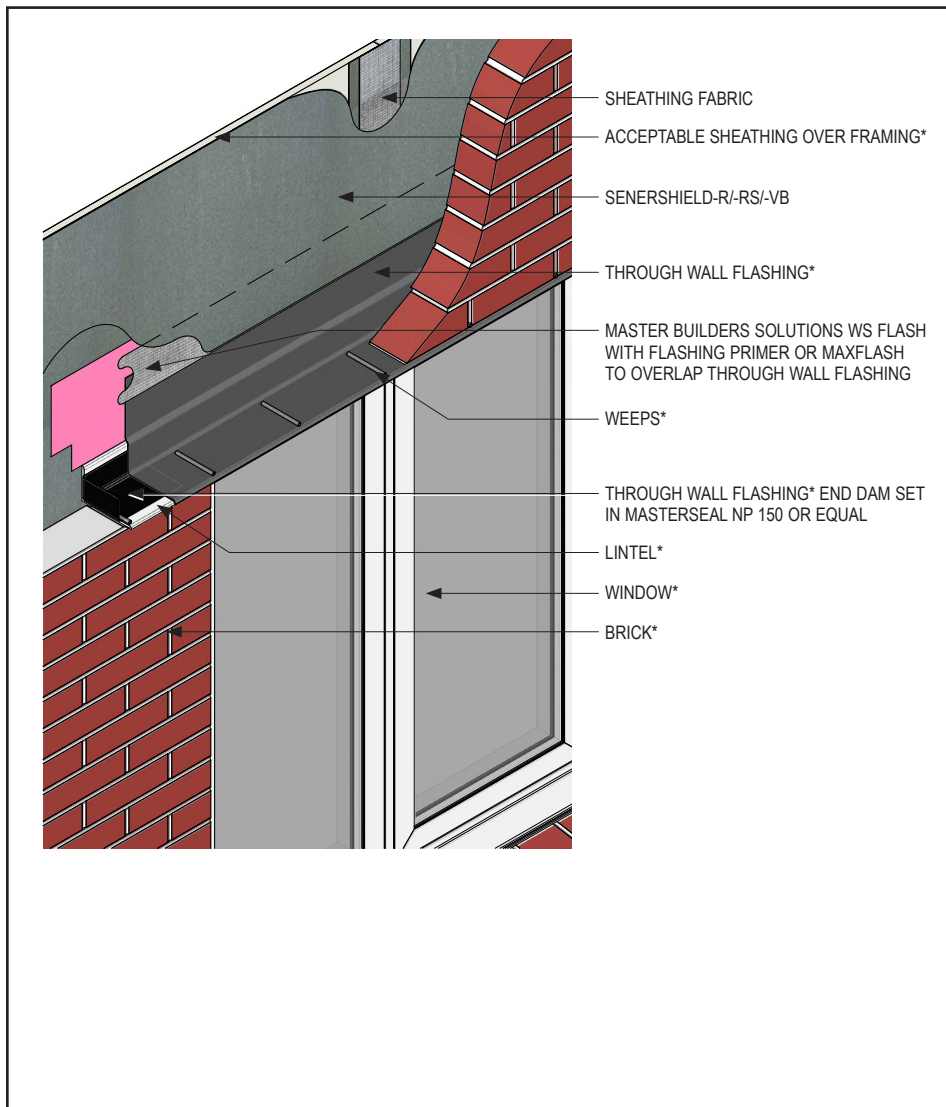 SHEATHING FABRIC
ACCEPTABLE SHEATHING OVER FRAMING*
SENERSHIELD-R/-RS/-VB
THROUGH WALL FLASHING*
MASTER BUILDERS SOLUTIONS WS FLASH
WITH FLASHING PRIMER OR MAXFLASH
TO OVERLAP THROUGH WALL FLASHING
WEEPS*
THROUGH WALL FLASHING* END DAM SET
IN MASTERSEAL NP 150 OR EQUAL
LINTEL*
WINDOW*
BRICK*